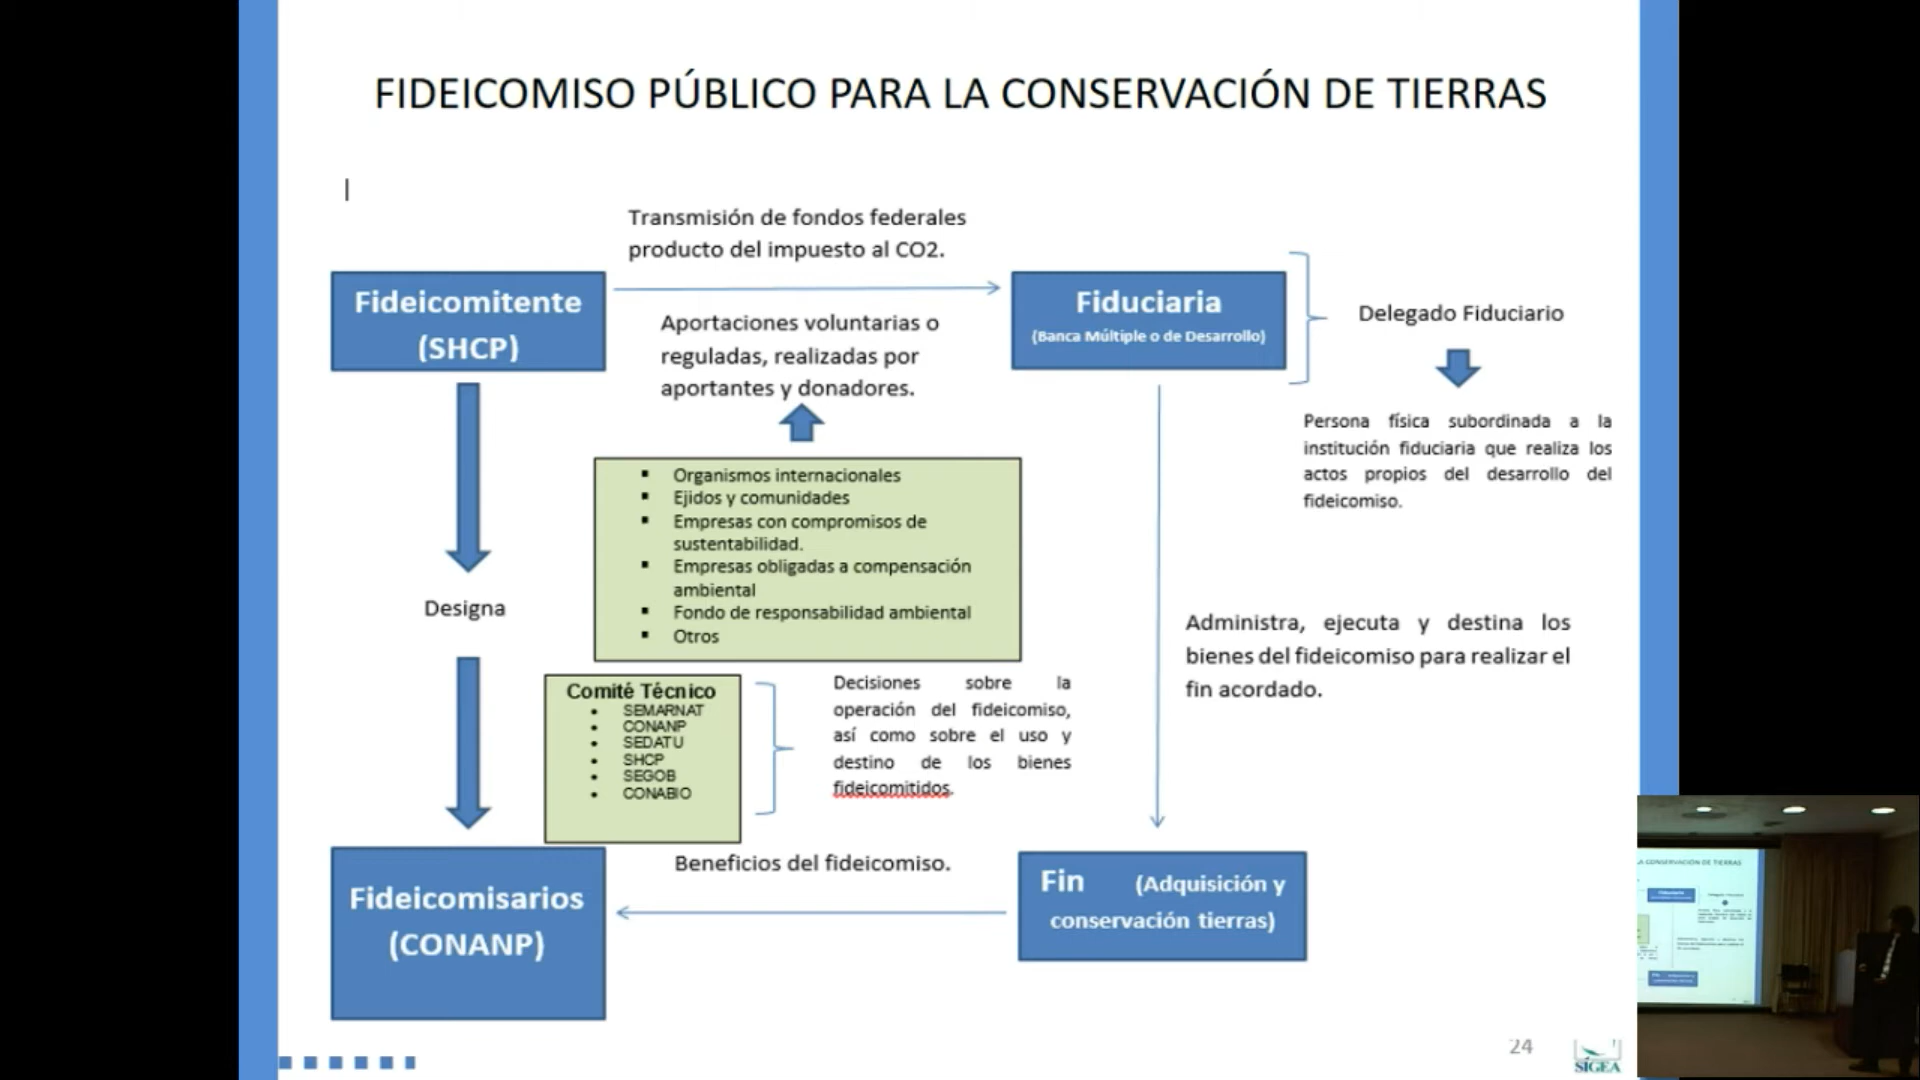 FIDEICOMISO PÚBLICO PARA LA CONSERVACIÓN DE TIERRAS
Transmisión de fondos federales
producto del impuesto al CO2.
Fideicomitente
(SHCP)
Fiduciaria
(Banca Múltiple o de Desarrollo)
Delegado Fiduciario
Aportaciones voluntarias o
reguladas, realizadas por
aportantes y donadores.
Persona física subordinada a la
institución fiduciaria que realiza los
actos propios del desarrollo del
fideicomiso.
Organismos internacionales
Ejidos y comunidades
Empresas con compromisos de
sustentabilidad.
Empresas obligadas a compensación
ambiental
Fondo de responsabilidad ambiental
Otros
Designa
Administra, ejecuta y destina los
bienes del fideicomiso para realizar el
fin acordado.
Comité Técnico
SEMARNAT
CONANP
SEDATU
SHCP
SEGOB
CONABIO
Decisiones sobre la
operación del fideicomiso,
así como sobre el uso y
destino de los bienes
fideicomitidos.
Beneficios del fideicomiso.
Fideicomisarios
(CONANP)
Fin (Adquisición y
conservación tierras)
24
SIGEA
LA CONSERVACIÓN DE TIERRAS